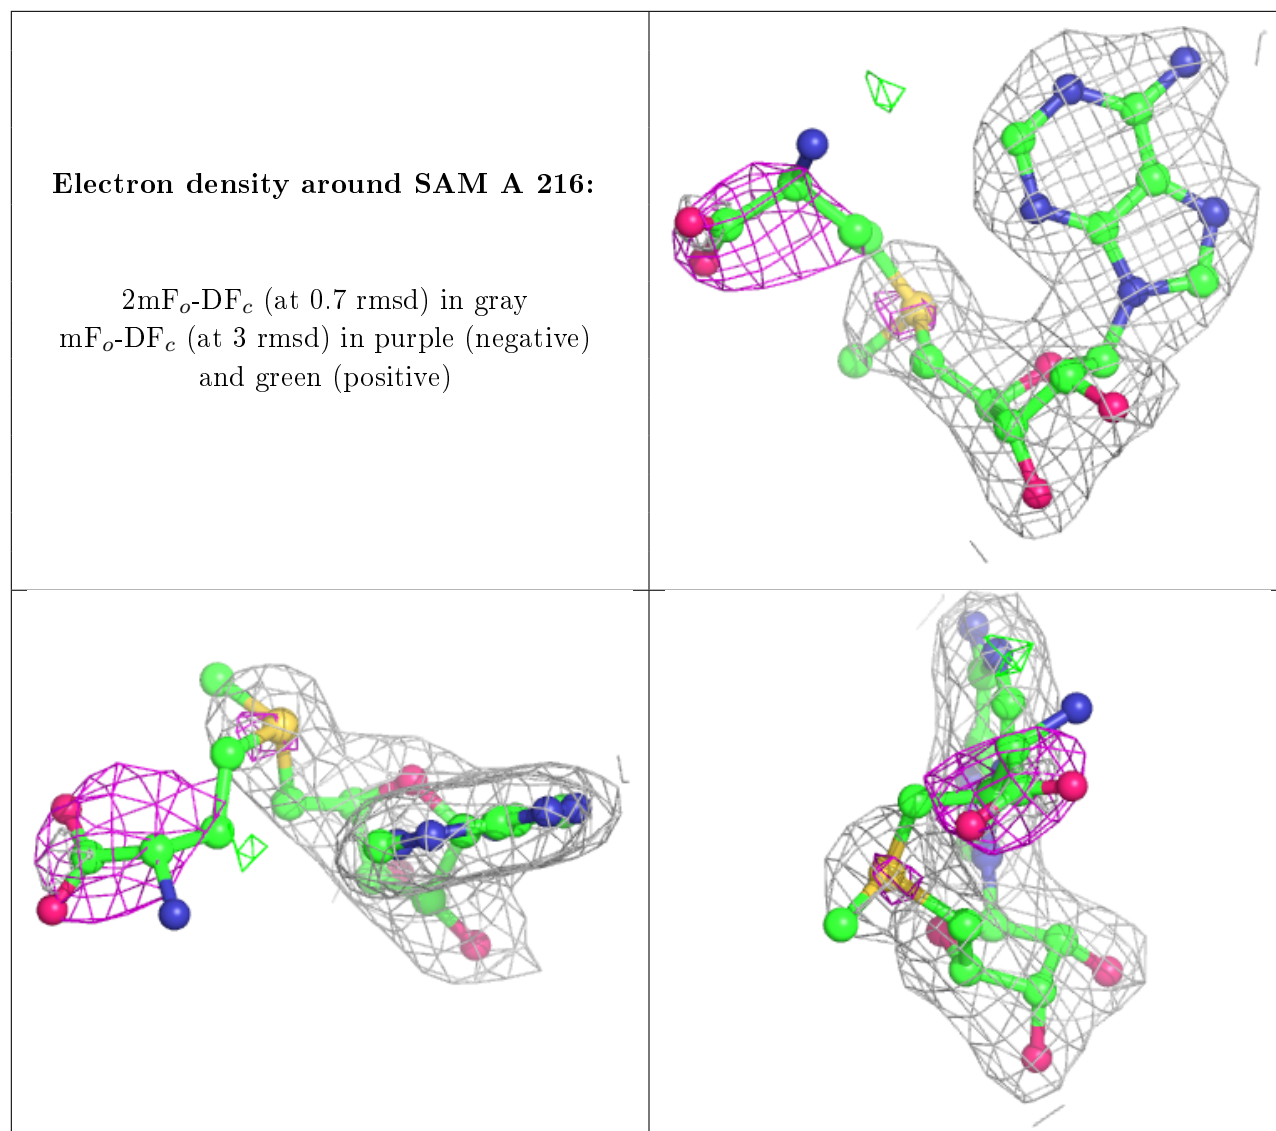 Electron density around SAM A 216:
2mFo-DFc (at 0.7 rmsd) in gray
mFo-DFc (at 3 rmsd) in purple (negative)
and green (positive)